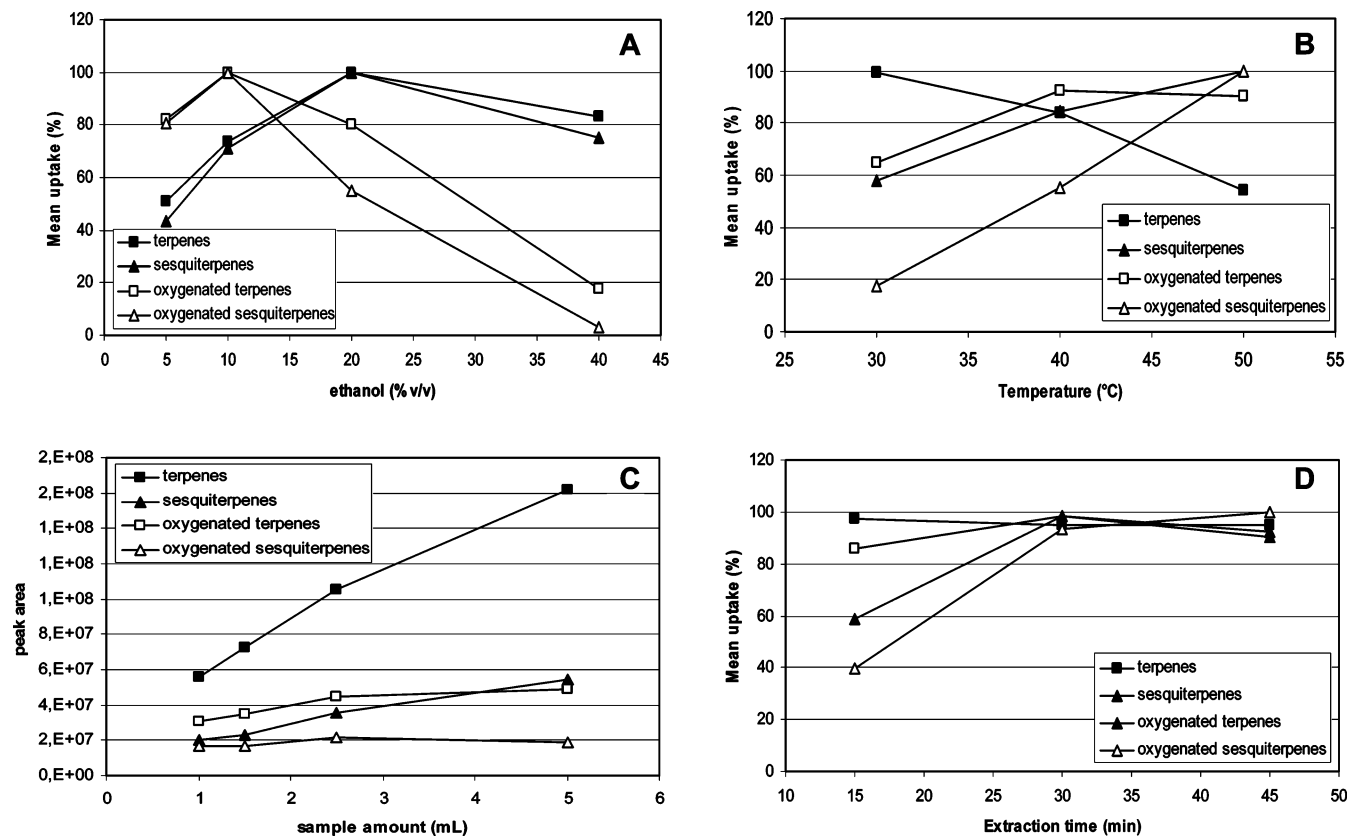 A
Mean uptake (%)
120
100
80
60
40
20
0
0 5 10 15 20 25 30 35 40 45
ethanol (% v/v)
terpenes
sesquiterpenes
oxygenated terpenes
oxygenated sesquiterpenes
B
Mean uptake (%)
120
100
80
60
40
20
0
25 30 35 40 45 50 55
Temperature (°C)
terpenes
sesquiterpenes
oxygenated terpenes
oxygenated sesquiterpenes
C
peak area
2,E+08
2,E+08
1,E+08
1,E+08
1,E+08
8,E+07
6,E+07
4,E+07
2,E+07
0,E+00
0 1 2 3 4 5 6
sample amount (mL)
terpenes
sesquiterpenes
oxygenated terpenes
oxygenated sesquiterpenes
D
Mean uptake (%)
120
100
80
60
40
20
0
10 15 20 25 30 35 40 45 50
Extraction time (min)
terpenes
sesquiterpenes
oxygenated terpenes
oxygenated sesquiterpenes